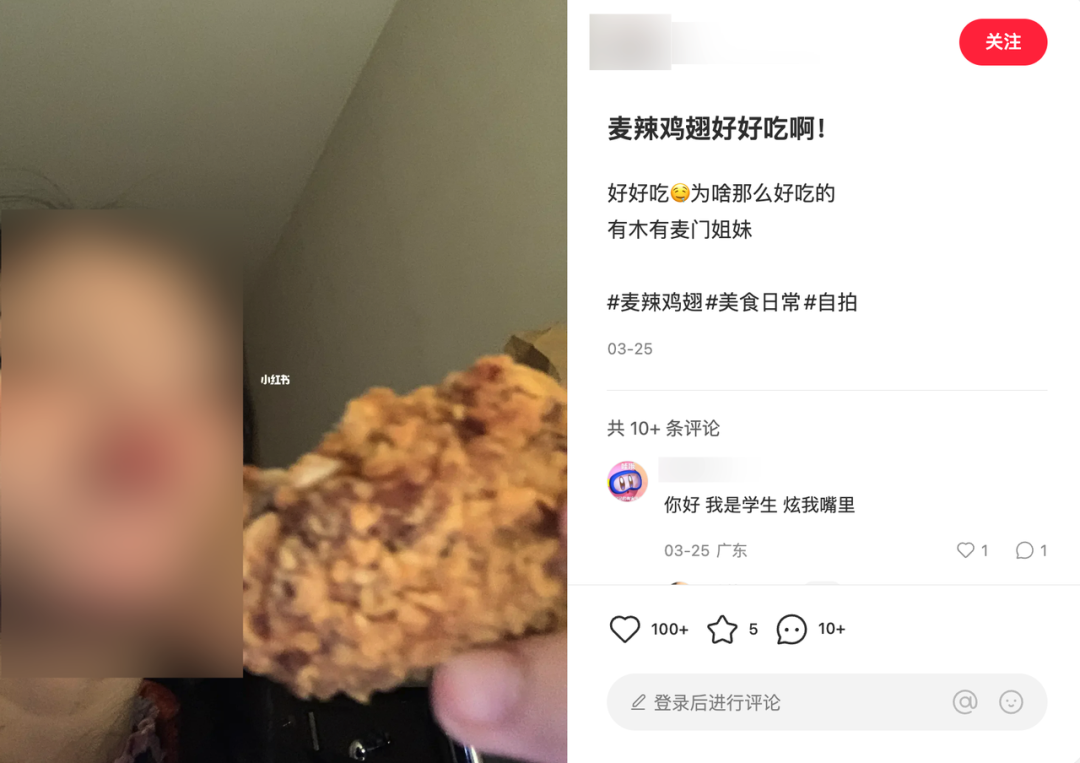 小红书
关注
麦辣鸡翅好好吃啊！
好好吃🤤为啥那么好吃的
有木有麦门姐妹
#麦辣鸡翅#美食日常#自拍
03-25
共 10+ 条评论
你好 我是学生 炫我嘴里
03-25 广东
1
1
100+
5
10+
登录后进行评论